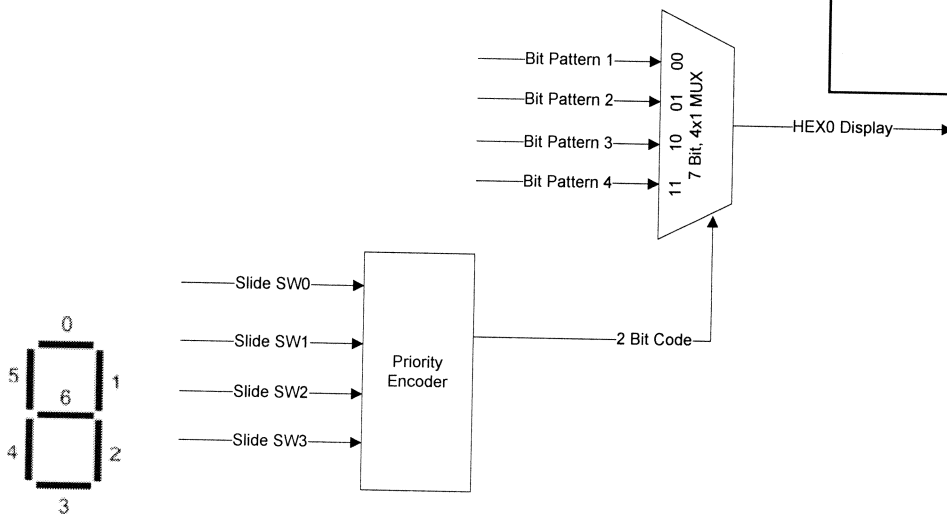 Bit Pattern 1
Bit Pattern 2
Bit Pattern 3
Bit Pattern 4
00
01
10
11
7 Bit, 4x1 MUX
HEX0 Display
Slide SW0
Slide SW1
Slide SW2
Slide SW3
Priority
Encoder
2 Bit Code
0
5
1
6
4
2
3